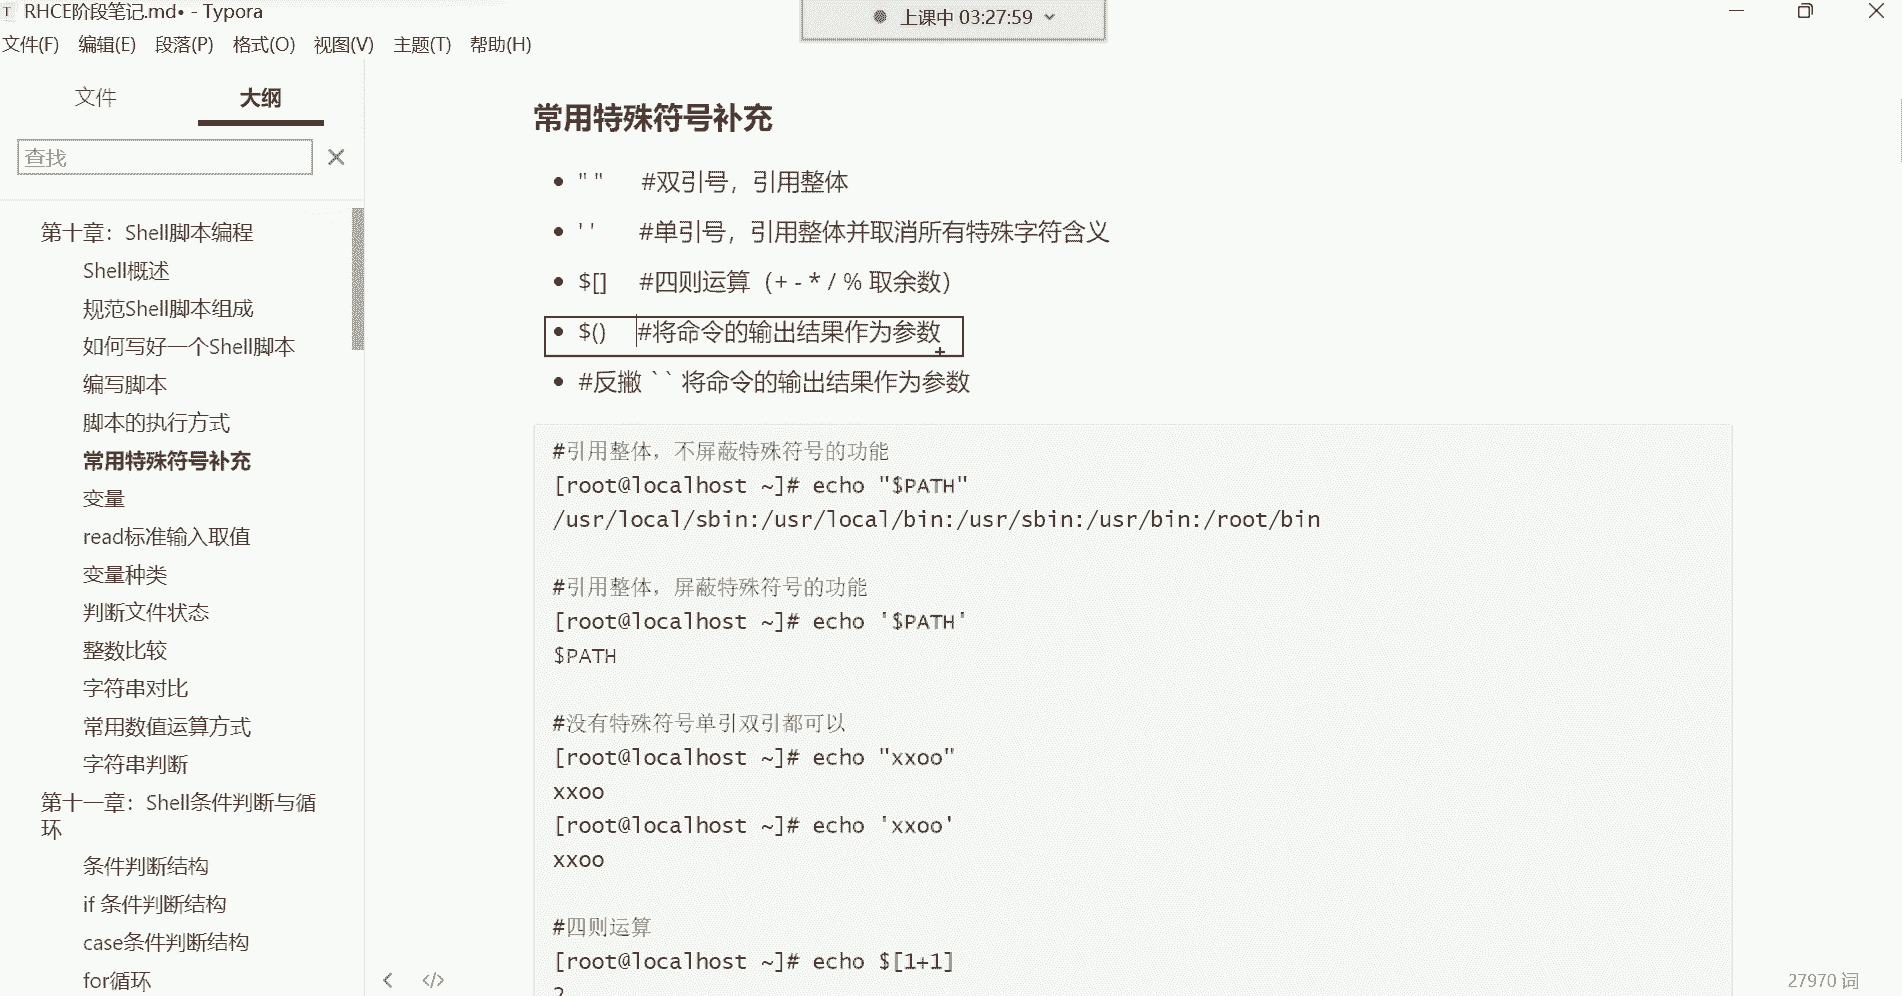 RHCE阶段笔记.md• - Typora
上课中 03:27:59
文件(F) 编辑(E) 段落(P) 格式(O) 视图(V) 主题(T) 帮助(H)
文件 大纲
查找
第十章：Shell脚本编程
Shell概述
规范Shell脚本组成
如何写好一个Shell脚本
编写脚本
脚本的执行方式
常用特殊符号补充
变量
read标准输入取值
变量种类
判断文件状态
整数比较
字符串对比
常用数值运算方式
字符串判断
第十一章：Shell条件判断与循
环
条件判断结构
if 条件判断结构
case条件判断结构
for循环
常用特殊符号补充
• " " #双引号，引用整体
• ' ' #单引号，引用整体并取消所有特殊字符含义
• $[] #四则运算（+ - * / % 取余数）
• $() #将命令的输出结果作为参数
• #反撇 ` ` 将命令的输出结果作为参数
#引用整体，不屏蔽特殊符号的功能
[root@localhost ~]# echo "$PATH"
/usr/local/sbin:/usr/local/bin:/usr/sbin:/usr/bin:/root/bin
#引用整体，屏蔽特殊符号的功能
[root@localhost ~]# echo '$PATH'
$PATH
#没有特殊符号单引双引都可以
[root@localhost ~]# echo "xxoo"
xxoo
[root@localhost ~]# echo 'xxoo'
xxoo
#四则运算
[root@localhost ~]# echo $[1+1]
2
27970 词